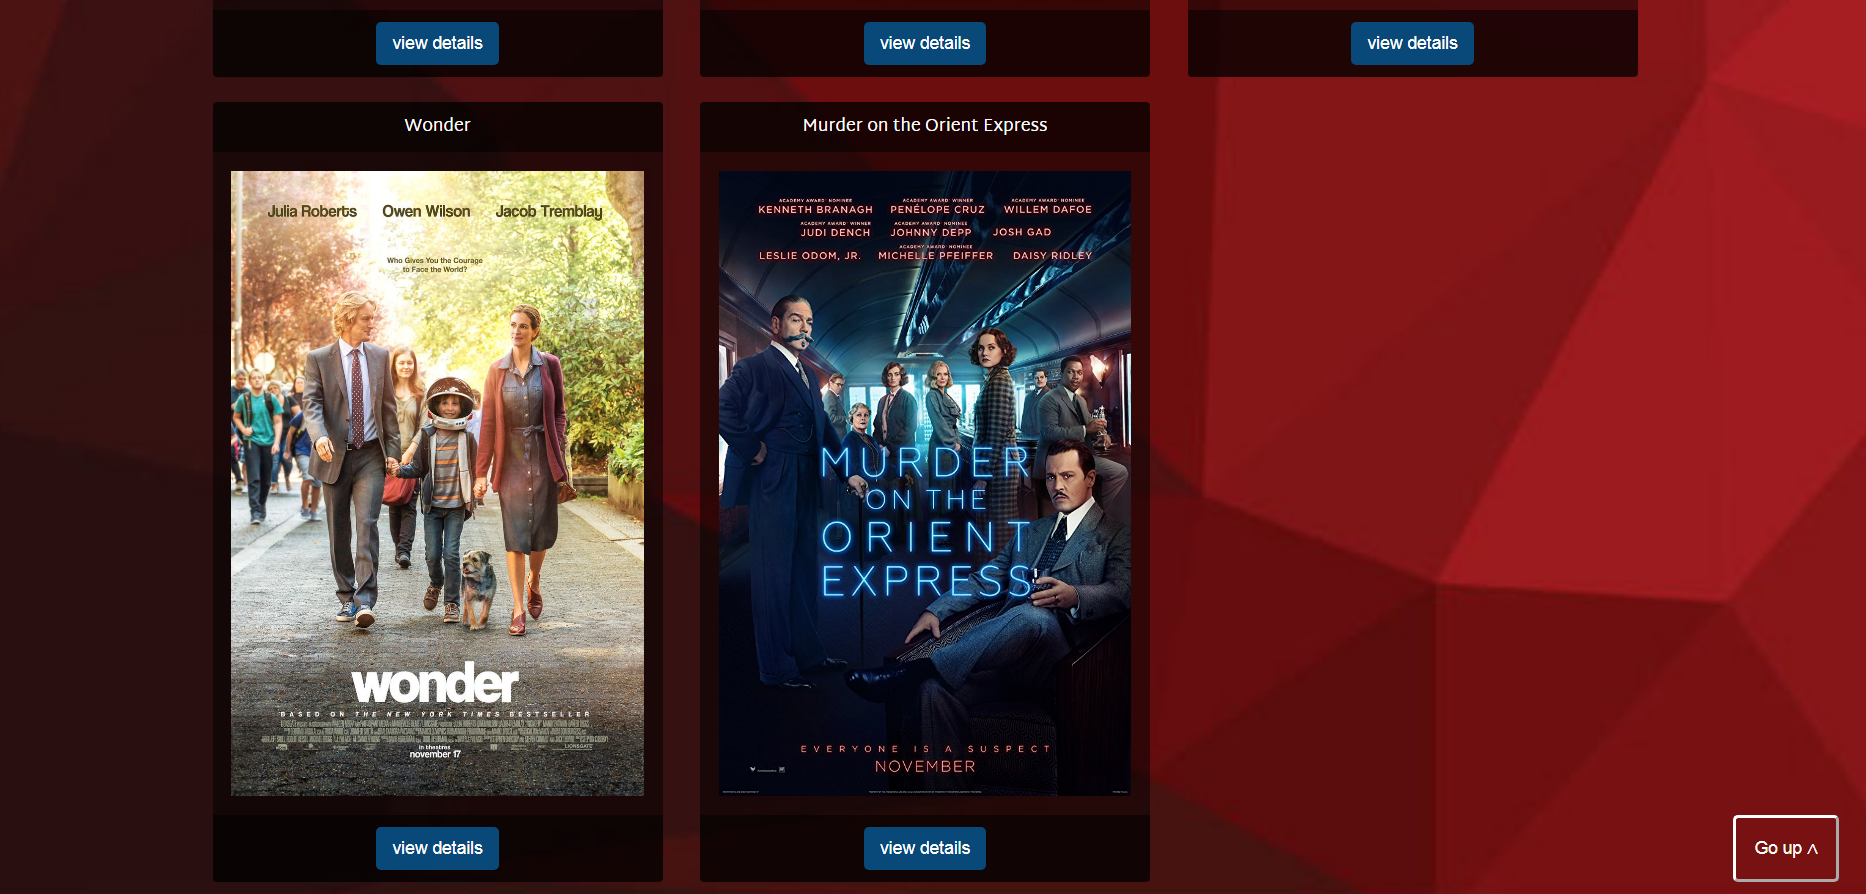 view details
view details
view details
Wonder
Murder on the Orient Express
Julia Roberts Owen Wilson Jacob Tremblay
Who Gives You the Courage
to Face the World?
wonder
BASED ON THE NEW YORK TIMES BESTSELLER
in theatres
november 17
ACADEMY AWARD NOMINEE ACADEMY AWARD WINNER ACADEMY AWARD NOMINEE
KENNETH BRANAGH PENÉLOPE CRUZ WILLEM DAFOE
ACADEMY AWARD WINNER ACADEMY AWARD NOMINEE
JUDI DENCH JOHNNY DEPP JOSH GAD
ACADEMY AWARD NOMINEE
LESLIE ODOM, JR. MICHELLE PFEIFFER DAISY RIDLEY
MURDER
ON THE
ORIENT
EXPRESS
EVERYONE IS A SUSPECT
NOVEMBER
view details
view details
Go up ^